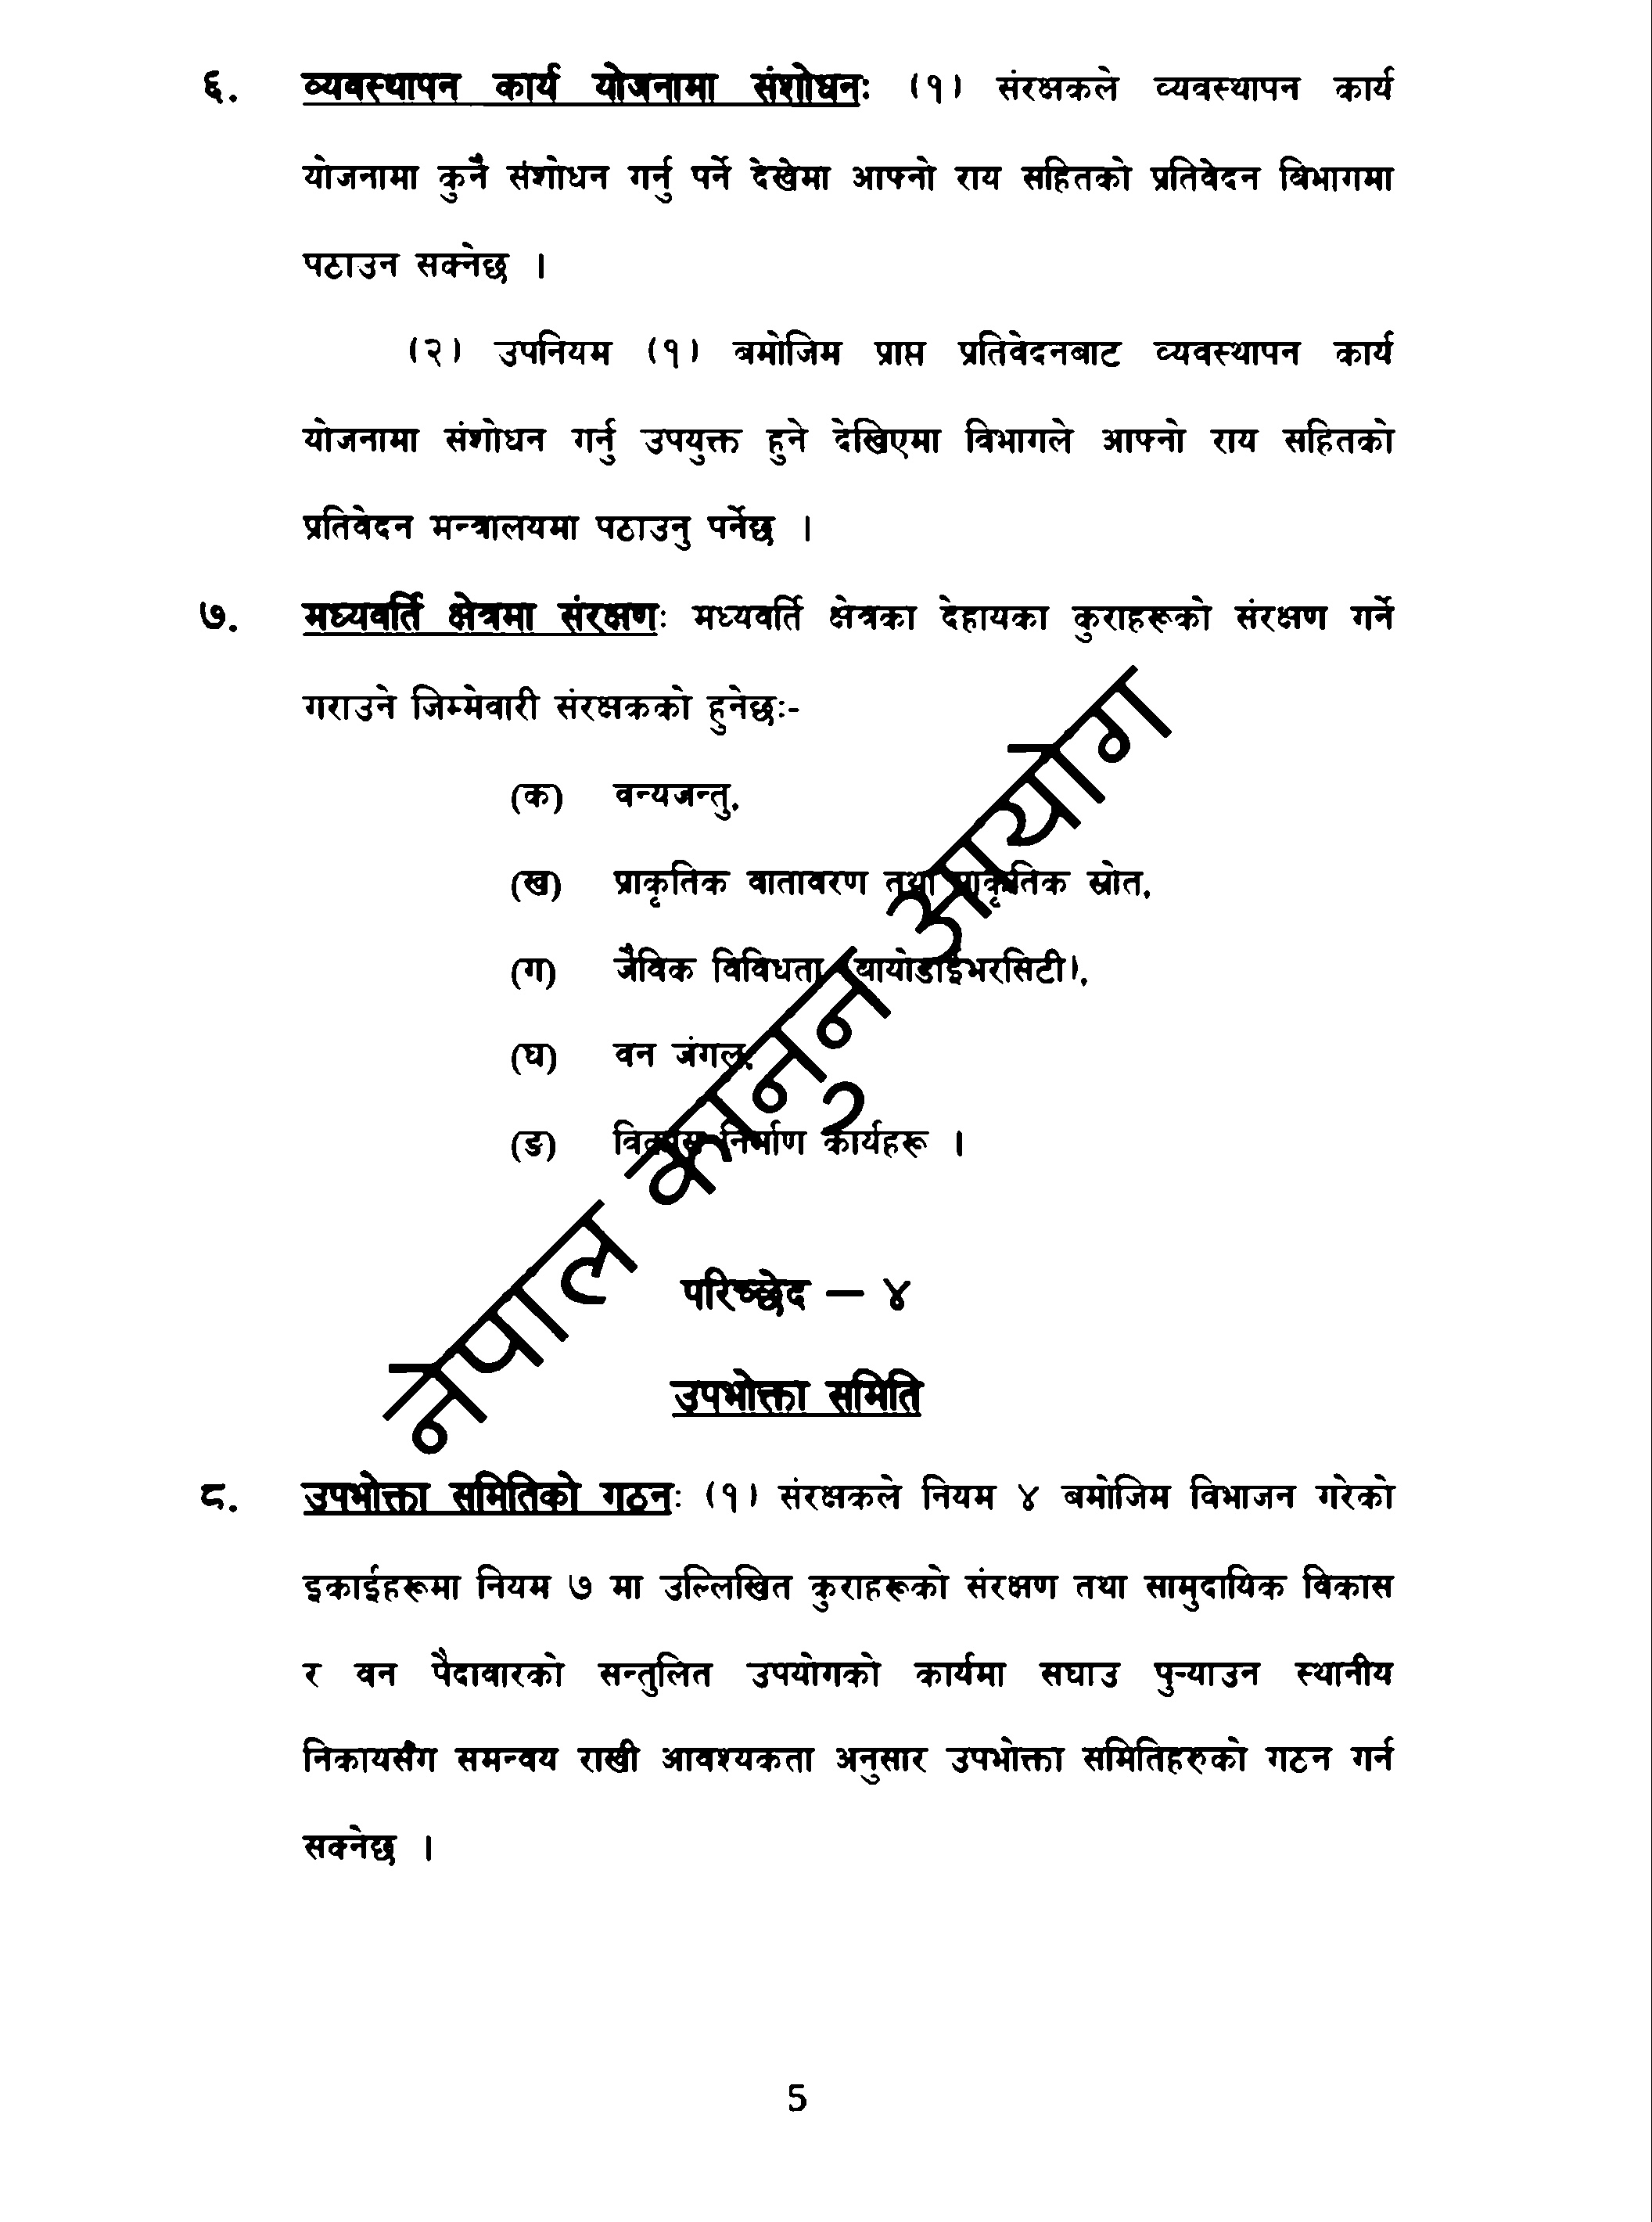 ६. व्यवस्थापन कार्य योजनामा संशोधनः (१) संरक्षकले व्यवस्थापन कार्य
योजनामा कुनै संशोधन गर्नु पर्ने देखेमा आफ्नो राय सहितको प्रतिवेदन विभागमा
पठाउन सक्नेछ ।
(२) उपनियम (१) बमोजिम प्राप्त प्रतिवेदनबाट व्यवस्थापन कार्य
योजनामा संशोधन गर्नु उपयुक्त हुने देखिएमा विभागले आफ्नो राय सहितको
प्रतिवेदन मन्त्रालयमा पठाउनु पर्नेछ ।
७. मध्यवर्ति क्षेत्रमा संरक्षणः मध्यवर्ति क्षेत्रका देहायका कुराहरूको संरक्षण गर्ने
गराउने जिम्मेवारी संरक्षकको हुनेछः-
(क) वन्यजन्तु,
(ख) प्राकृतिक वातावरण तथा प्राकृतिक स्रोत,
(ग) जैविक विविधता (वायोडाईभरसिटी),
(घ) वन जंगल,
(ङ) निर्माण कार्यहरू ।
नेपाल कानुन आयोग
परिच्छेद — ४
उपभोक्ता समिति
८. उपभोक्ता समितिको गठनः (१) संरक्षकले नियम ४ बमोजिम विभाजन गरेको
इकाईहरूमा नियम ७ मा उल्लिखित कुराहरूको संरक्षण तथा सामुदायिक विकास
र वन पैदावारको सन्तुलित उपयोगको कार्यमा सघाउ पुऱ्याउन स्थानीय
निकायसँग समन्वय राखी आवश्यकता अनुसार उपभोक्ता समितिहरुको गठन गर्न
सक्नेछ ।
5